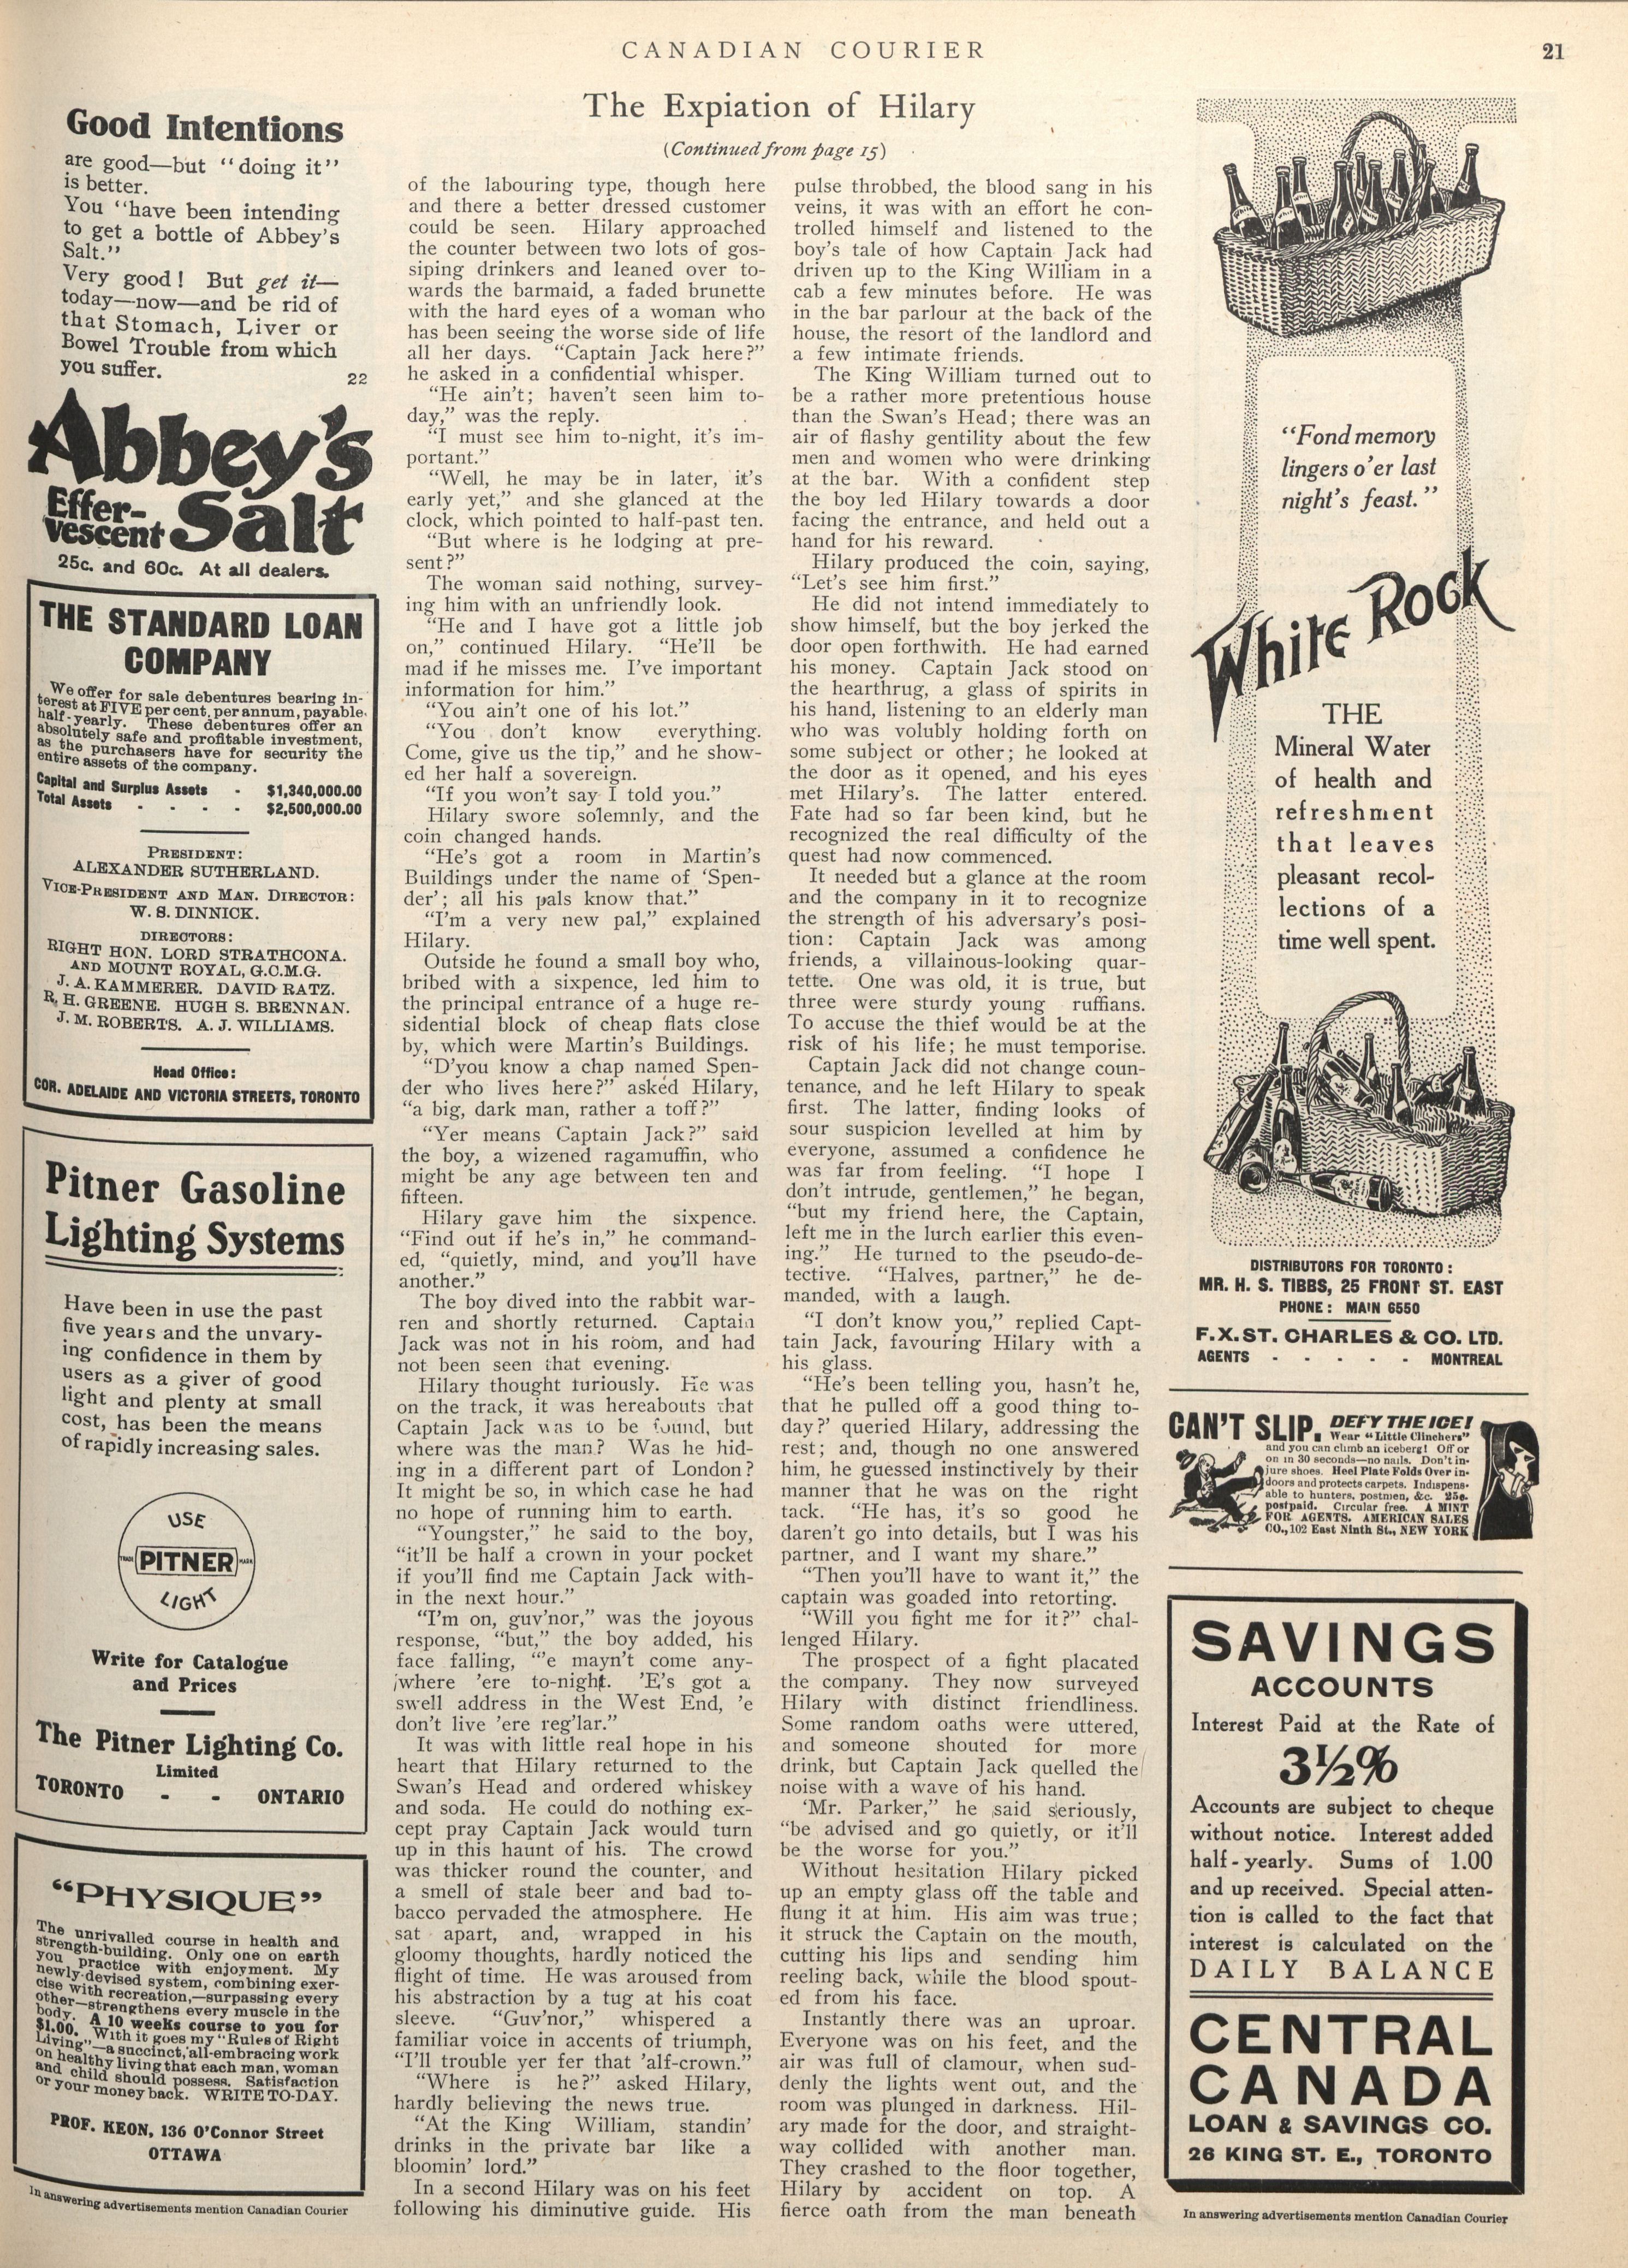 CANADIAN COURIER
21
Good Intentions
are good—but "doing it"
is better.
You "have been intending
to get a bottle of Abbey's
Salt."
Very good! But get it—
today—now—and be rid of
that Stomach, Liver or
Bowel Trouble from which
you suffer.
22
Abbey's
Effer-
vescent Salt
25c. and 60c. At all dealers.
THE STANDARD LOAN
COMPANY
We offer for sale debentures bearing in-
terest at FIVE per cent. per annum, payable
half-yearly. These debentures offer an
absolutely safe and profitable investment,
as the purchasers have for security the
entire assets of the company.
Capital and Surplus Assets - $1,340,000.00
Total Assets - - - - $2,500,000.00
PRESIDENT:
ALEXANDER SUTHERLAND.
VICE-PRESIDENT AND MAN. DIRECTOR:
W. S. DINNICK.
DIRECTORS:
RIGHT HON. LORD STRATHCONA.
AND MOUNT ROYAL, G.C.M.G.
J. A. KAMMERER. DAVID RATZ.
R. H. GREENE. HUGH S. BRENNAN.
J. M. ROBERTS. A. J. WILLIAMS.
Head Office:
COR. ADELAIDE AND VICTORIA STREETS, TORONTO
Pitner Gasoline
Lighting Systems
Have been in use the past
five years and the unvary-
ing confidence in them by
users as a giver of good
light and plenty at small
cost, has been the means
of rapidly increasing sales.
USE
TRADE PITNER MARK
LIGHT
Write for Catalogue
and Prices
The Pitner Lighting Co.
Limited
TORONTO - - ONTARIO
"PHYSIQUE"
The unrivalled course in health and
strength-building. Only one on earth
you practice with enjoyment. My
newly-devised system, combining exer-
cise with recreation,—surpassing every
other—strengthens every muscle in the
body. A 10 weeks course to you for
$1.00. With it goes my "Rules of Right
Living"—a succinct, all-embracing work
on healthy living that each man, woman
and child should possess. Satisfaction
or your money back. WRITE TO-DAY.
PROF. KEON, 136 O'Connor Street
OTTAWA
In answering advertisements mention Canadian Courier
The Expiation of Hilary
(Continued from page 15)
of the labouring type, though here
and there a better dressed customer
could be seen. Hilary approached
the counter between two lots of gos-
siping drinkers and leaned over to-
wards the barmaid, a faded brunette
with the hard eyes of a woman who
has been seeing the worse side of life
all her days. "Captain Jack here?"
he asked in a confidential whisper.
"He ain't; haven't seen him to-
day," was the reply.
"I must see him to-night, it's im-
portant."
"Well, he may be in later, it's
early yet," and she glanced at the
clock, which pointed to half-past ten.
"But where is he lodging at pre-
sent?"
The woman said nothing, survey-
ing him with an unfriendly look.
"He and I have got a little job
on," continued Hilary. "He'll be
mad if he misses me. I've important
information for him."
"You ain't one of his lot."
"You don't know everything.
Come, give us the tip," and he show-
ed her half a sovereign.
"If you won't say I told you."
Hilary swore solemnly, and the
coin changed hands.
"He's got a room in Martin's
Buildings under the name of 'Spen-
der'; all his pals know that."
"I'm a very new pal," explained
Hilary.
Outside he found a small boy who,
bribed with a sixpence, led him to
the principal entrance of a huge re-
sidential block of cheap flats close
by, which were Martin's Buildings.
"D'you know a chap named Spen-
der who lives here?" asked Hilary,
"a big, dark man, rather a toff?"
"Yer means Captain Jack?" said
the boy, a wizened ragamuffin, who
might be any age between ten and
fifteen.
Hilary gave him the sixpence.
"Find out if he's in," he command-
ed, "quietly, mind, and you'll have
another."
The boy dived into the rabbit war-
ren and shortly returned. Captain
Jack was not in his room, and had
not been seen that evening.
Hilary thought furiously. He was
on the track, it was hereabouts that
Captain Jack was to be found, but
where was the man? Was he hid-
ing in a different part of London?
It might be so, in which case he had
no hope of running him to earth.
"Youngster," he said to the boy,
"it'll be half a crown in your pocket
if you'll find me Captain Jack with-
in the next hour."
"I'm on, guv'nor," was the joyous
response, "but," the boy added, his
face falling, "'e mayn't come any-
where 'ere to-night. 'E's got a
swell address in the West End, 'e
don't live 'ere reg'lar."
It was with little real hope in his
heart that Hilary returned to the
Swan's Head and ordered whiskey
and soda. He could do nothing ex-
cept pray Captain Jack would turn
up in this haunt of his. The crowd
was thicker round the counter, and
a smell of stale beer and bad to-
bacco pervaded the atmosphere. He
sat apart, and, wrapped in his
gloomy thoughts, hardly noticed the
flight of time. He was aroused from
his abstraction by a tug at his coat
sleeve. "Guv'nor," whispered a
familiar voice in accents of triumph,
"I'll trouble yer fer that 'alf-crown."
"Where is he?" asked Hilary,
hardly believing the news true.
"At the King William, standin'
drinks in the private bar like a
bloomin' lord."
In a second Hilary was on his feet
following his diminutive guide. His
pulse throbbed, the blood sang in his
veins, it was with an effort he con-
trolled himself and listened to the
boy's tale of how Captain Jack had
driven up to the King William in a
cab a few minutes before. He was
in the bar parlour at the back of the
house, the resort of the landlord and
a few intimate friends.
The King William turned out to
be a rather more pretentious house
than the Swan's Head; there was an
air of flashy gentility about the few
men and women who were drinking
at the bar. With a confident step
the boy led Hilary towards a door
facing the entrance, and held out a
hand for his reward.
Hilary produced the coin, saying,
"Let's see him first."
He did not intend immediately to
show himself, but the boy jerked the
door open forthwith. He had earned
his money. Captain Jack stood on
the hearthrug, a glass of spirits in
his hand, listening to an elderly man
who was volubly holding forth on
some subject or other; he looked at
the door as it opened, and his eyes
met Hilary's. The latter entered.
Fate had so far been kind, but he
recognized the real difficulty of the
quest had now commenced.
It needed but a glance at the room
and the company in it to recognize
the strength of his adversary's posi-
tion: Captain Jack was among
friends, a villainous-looking quar-
tette. One was old, it is true, but
three were sturdy young ruffians.
To accuse the thief would be at the
risk of his life; he must temporise.
Captain Jack did not change coun-
tenance, and he left Hilary to speak
first. The latter, finding looks of
sour suspicion levelled at him by
everyone, assumed a confidence he
was far from feeling. "I hope I
don't intrude, gentlemen," he began,
"but my friend here, the Captain,
left me in the lurch earlier this even-
ing." He turned to the pseudo-de-
tective. "Halves, partner," he de-
manded, with a laugh.
"I don't know you," replied Capt-
tain Jack, favouring Hilary with a
his glass.
"He's been telling you, hasn't he,
that he pulled off a good thing to-
day?' queried Hilary, addressing the
rest; and, though no one answered
him, he guessed instinctively by their
manner that he was on the right
tack. "He has, it's so good he
daren't go into details, but I was his
partner, and I want my share."
"Then you'll have to want it," the
captain was goaded into retorting.
"Will you fight me for it?" chal-
lenged Hilary.
The prospect of a fight placated
the company. They now surveyed
Hilary with distinct friendliness.
Some random oaths were uttered,
and someone shouted for more
drink, but Captain Jack quelled the
noise with a wave of his hand.
'Mr. Parker," he said seriously,
"be advised and go quietly, or it'll
be the worse for you."
Without hesitation Hilary picked
up an empty glass off the table and
flung it at him. His aim was true;
it struck the Captain on the mouth,
cutting his lips and sending him
reeling back, while the blood spout-
ed from his face.
Instantly there was an uproar.
Everyone was on his feet, and the
air was full of clamour, when sud-
denly the lights went out, and the
room was plunged in darkness. Hil-
ary made for the door, and straight-
way collided with another man.
They crashed to the floor together,
Hilary by accident on top. A
fierce oath from the man beneath
"Fond memory
lingers o'er last
night's feast."
White Rock
THE
Mineral Water
of health and
refreshment
that leaves
pleasant recol-
lections of a
time well spent.
DISTRIBUTORS FOR TORONTO:
MR. H. S. TIBBS, 25 FRONT ST. EAST
PHONE: MAIN 6550
F. X. ST. CHARLES & CO. LTD.
AGENTS - - - - - MONTREAL
CAN'T SLIP. DEFY THE ICE!
Wear "Little Clinchers"
and you can climb an iceberg! Off or
on in 30 seconds—no nails. Don't in-
jure shoes. Heel Plate Folds Over in-
doors and protects carpets. Indispens-
able to hunters, postmen, &c. 25c.
postpaid. Circular free. A MINT
FOR AGENTS. AMERICAN SALES
CO., 102 East Ninth St., NEW YORK
SAVINGS
ACCOUNTS
Interest Paid at the Rate of
3½%
Accounts are subject to cheque
without notice. Interest added
half-yearly. Sums of 1.00
and up received. Special atten-
tion is called to the fact that
interest is calculated on the
DAILY BALANCE
CENTRAL
CANADA
LOAN & SAVINGS CO.
26 KING ST. E., TORONTO
In answering advertisements mention Canadian Courier